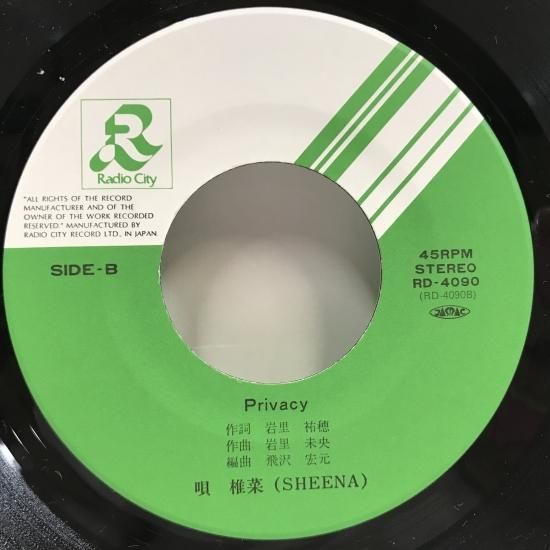 R
Radio City
"ALL RIGHTS OF THE RECORD
MANUFACTURER AND OF THE
OWNER OF THE WORK RECORDED
RESERVED." MANUFACTURED BY
RADIO CITY RECORD LTD., IN JAPAN.
SIDE-B
45RPM
STEREO
RD-4090
(RD-4090B)
JASRAC
Privacy
作詞 岩里 祐穂
作曲 岩里 未央
編曲 飛沢 宏元
唄 椎菜 (SHEENA)